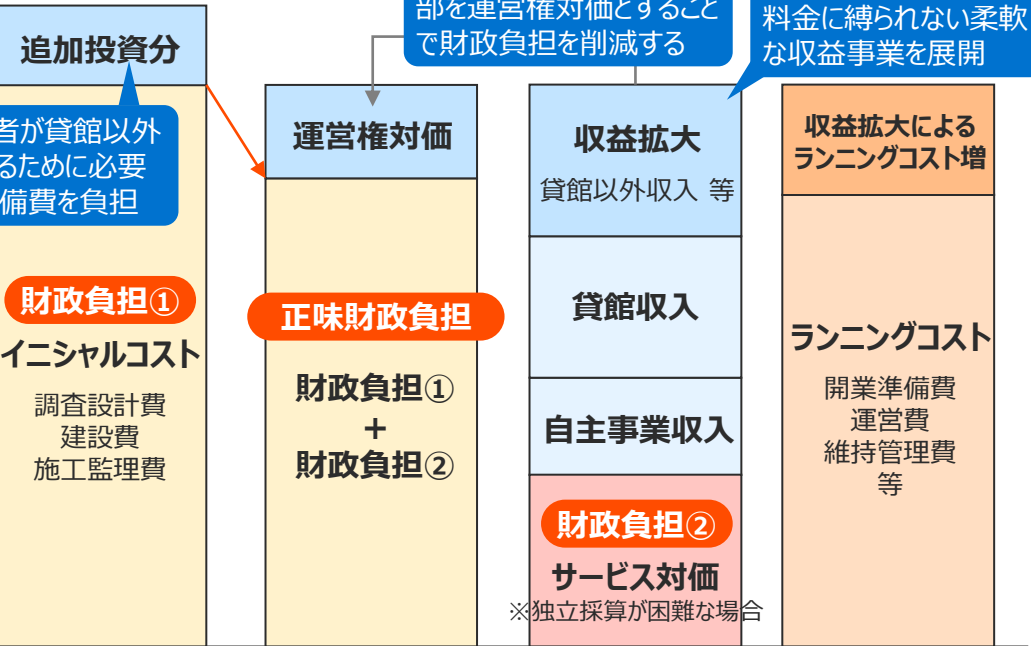 追加投資分
者が貸館以外
るために必要
備費を負担
財政負担①
イニシャルコスト
調査設計費
建設費
施工監理費
部を運営権対価とすること
で財政負担を削減する
運営権対価
正味財政負担
財政負担①
+
財政負担②
料金に縛られない柔軟
な収益事業を展開
収益拡大
貸館以外収入 等
貸館収入
自主事業収入
財政負担②
サービス対価
※独立採算が困難な場合
収益拡大による
ランニングコスト増
ランニングコスト
開業準備費
運営費
維持管理費
等